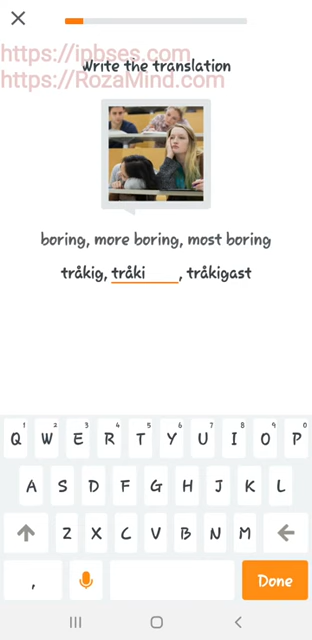 https://ipbses.com
Write the translation
https://RozaMind.com
boring, more boring, most boring
tråkig, tråki , tråkigast
1 2 3 4 5 6 7 8 9 0
Q W E R T Y U I O P
A S D F G H J K L
Z X C V B N M
, Done